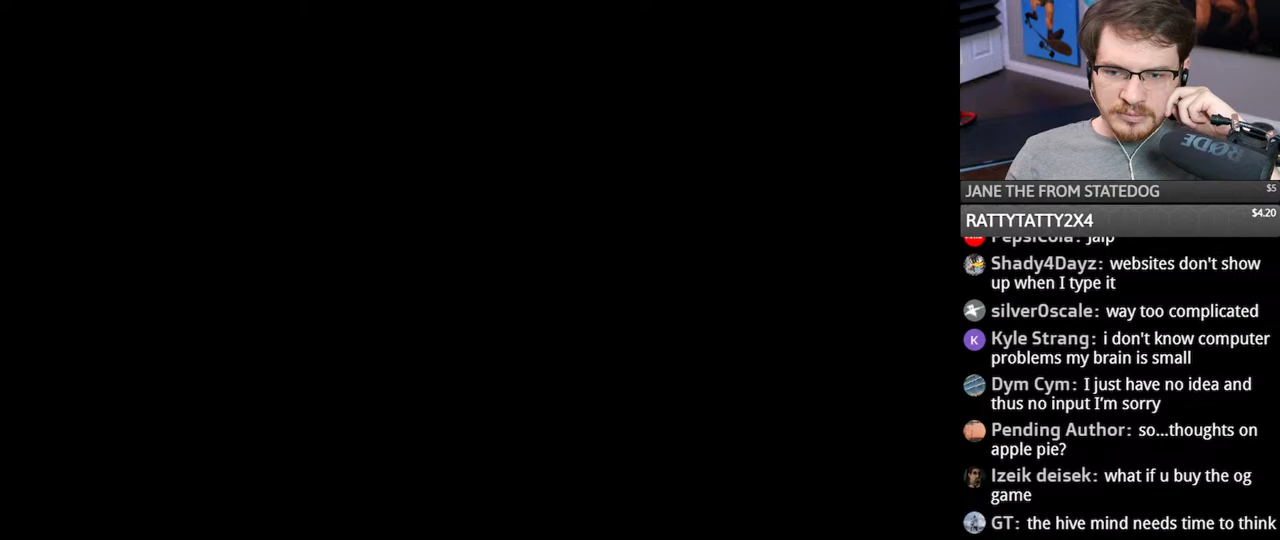 RØDE
JANE THE FROM STATEDOG
$5
RATTYTATTY2X4
$4.20
PepsiCola: Jalp
Shady4Dayz: websites don't show
up when I type it
silver0scale: way too complicated
K
Kyle Strang: i don't know computer
problems my brain is small
Dym Cym: I just have no idea and
thus no input I'm sorry
Pending Author: so...thoughts on
apple pie?
Izeik deisek: what if u buy the og
game
GT: the hive mind needs time to think